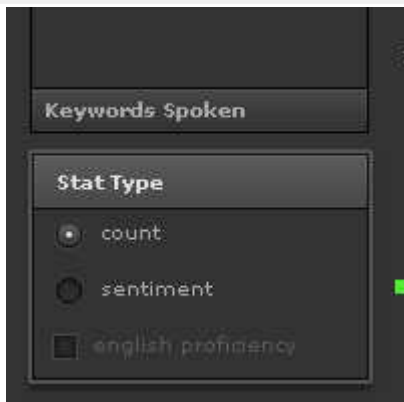 Keywords Spoken
Stat Type
count
sentiment
english proficiency